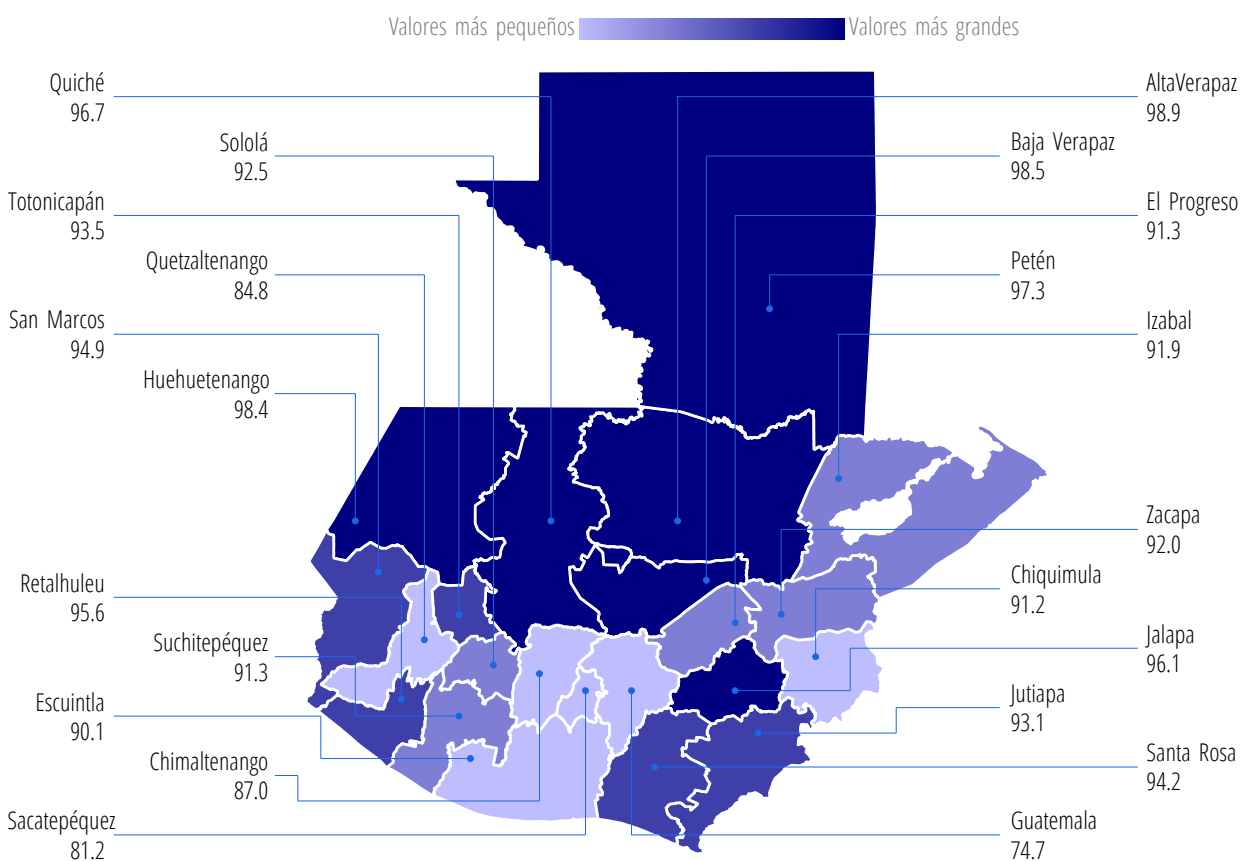 Valores más pequeños
Valores más grandes
Quiché
96.7
Sololá
92.5
Totonicapán
93.5
Quetzaltenango
84.8
San Marcos
94.9
Huehuetenango
98.4
Retalhuleu
95.6
Suchitepéquez
91.3
Escuintla
90.1
Chimaltenango
87.0
Sacatepéquez
81.2
AltaVerapaz
98.9
Baja Verapaz
98.5
El Progreso
91.3
Petén
97.3
Izabal
91.9
Zacapa
92.0
Chiquimula
91.2
Jalapa
96.1
Jutiapa
93.1
Santa Rosa
94.2
Guatemala
74.7